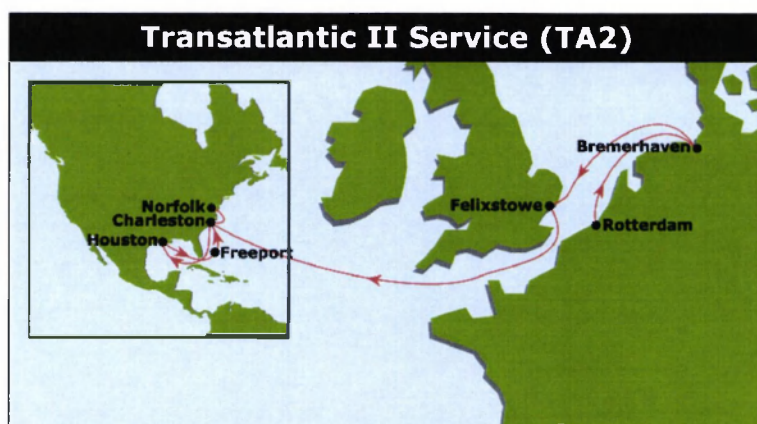 Transatlantic II Service (TA2)
Bremerhaven
Norfolk
Felixstowe
Charleston
Rotterdam
Houston
Freeport